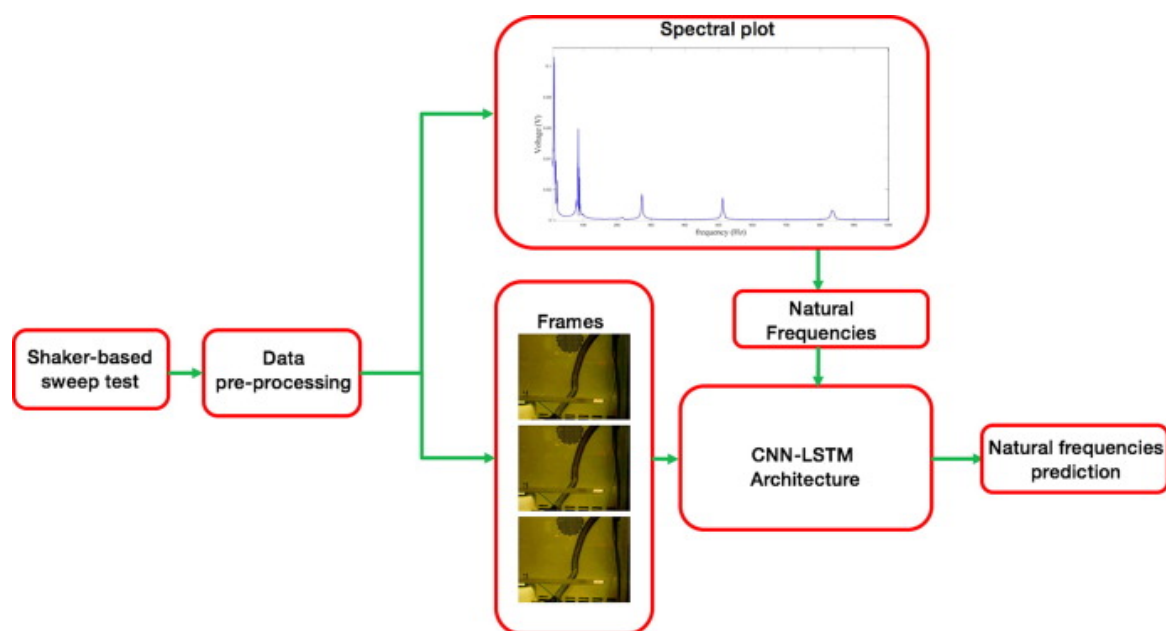 Spectral plot
Voltage (V)
frequency (Hz)
Natural
Frequencies
Frames
Shaker-based
sweep test
Data
pre-processing
CNN-LSTM
Architecture
Natural frequencies
prediction